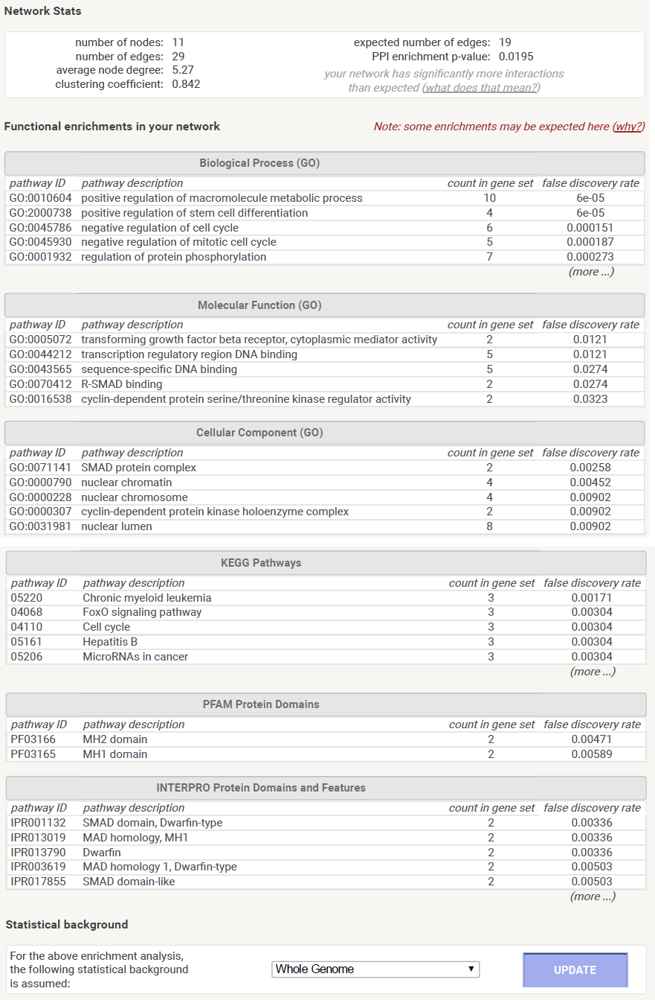 Network Stats
number of nodes: 11
number of edges: 29
average node degree: 5.27
clustering coefficient: 0.842
expected number of edges: 19
PPI enrichment p-value: 0.0195
your network has significantly more interactions
than expected (what does that mean?)
Functional enrichments in your network
Note: some enrichments may be expected here (why?)
Biological Process (GO)
pathway ID pathway description count in gene set false discovery rate
GO:0010604 positive regulation of macromolecule metabolic process 10 6e-05
GO:2000738 positive regulation of stem cell differentiation 4 6e-05
GO:0045786 negative regulation of cell cycle 6 0.000151
GO:0045930 negative regulation of mitotic cell cycle 5 0.000187
GO:0001932 regulation of protein phosphorylation 7 0.000273
(more ...)
Molecular Function (GO)
pathway ID pathway description count in gene set false discovery rate
GO:0005072 transforming growth factor beta receptor, cytoplasmic mediator activity 2 0.0121
GO:0044212 transcription regulatory region DNA binding 5 0.0121
GO:0043565 sequence-specific DNA binding 5 0.0274
GO:0070412 R-SMAD binding 2 0.0274
GO:0016538 cyclin-dependent protein serine/threonine kinase regulator activity 2 0.0323
Cellular Component (GO)
pathway ID pathway description count in gene set false discovery rate
GO:0071141 SMAD protein complex 2 0.00258
GO:0000790 nuclear chromatin 4 0.00452
GO:0000228 nuclear chromosome 4 0.00902
GO:0000307 cyclin-dependent protein kinase holoenzyme complex 2 0.00902
GO:0031981 nuclear lumen 8 0.00902
KEGG Pathways
pathway ID pathway description count in gene set false discovery rate
05220 Chronic myeloid leukemia 3 0.00171
04068 FoxO signaling pathway 3 0.00304
04110 Cell cycle 3 0.00304
05161 Hepatitis B 3 0.00304
05206 MicroRNAs in cancer 3 0.00304
(more ...)
PFAM Protein Domains
pathway ID pathway description count in gene set false discovery rate
PF03166 MH2 domain 2 0.00471
PF03165 MH1 domain 2 0.00589
INTERPRO Protein Domains and Features
pathway ID pathway description count in gene set false discovery rate
IPR001132 SMAD domain, Dwarfin-type 2 0.00336
IPR013019 MAD homology, MH1 2 0.00336
IPR013790 Dwarfin 2 0.00336
IPR003619 MAD homology 1, Dwarfin-type 2 0.00503
IPR017855 SMAD domain-like 2 0.00503
(more ...)
Statistical background
For the above enrichment analysis,
the following statistical background
is assumed:
Whole Genome
UPDATE